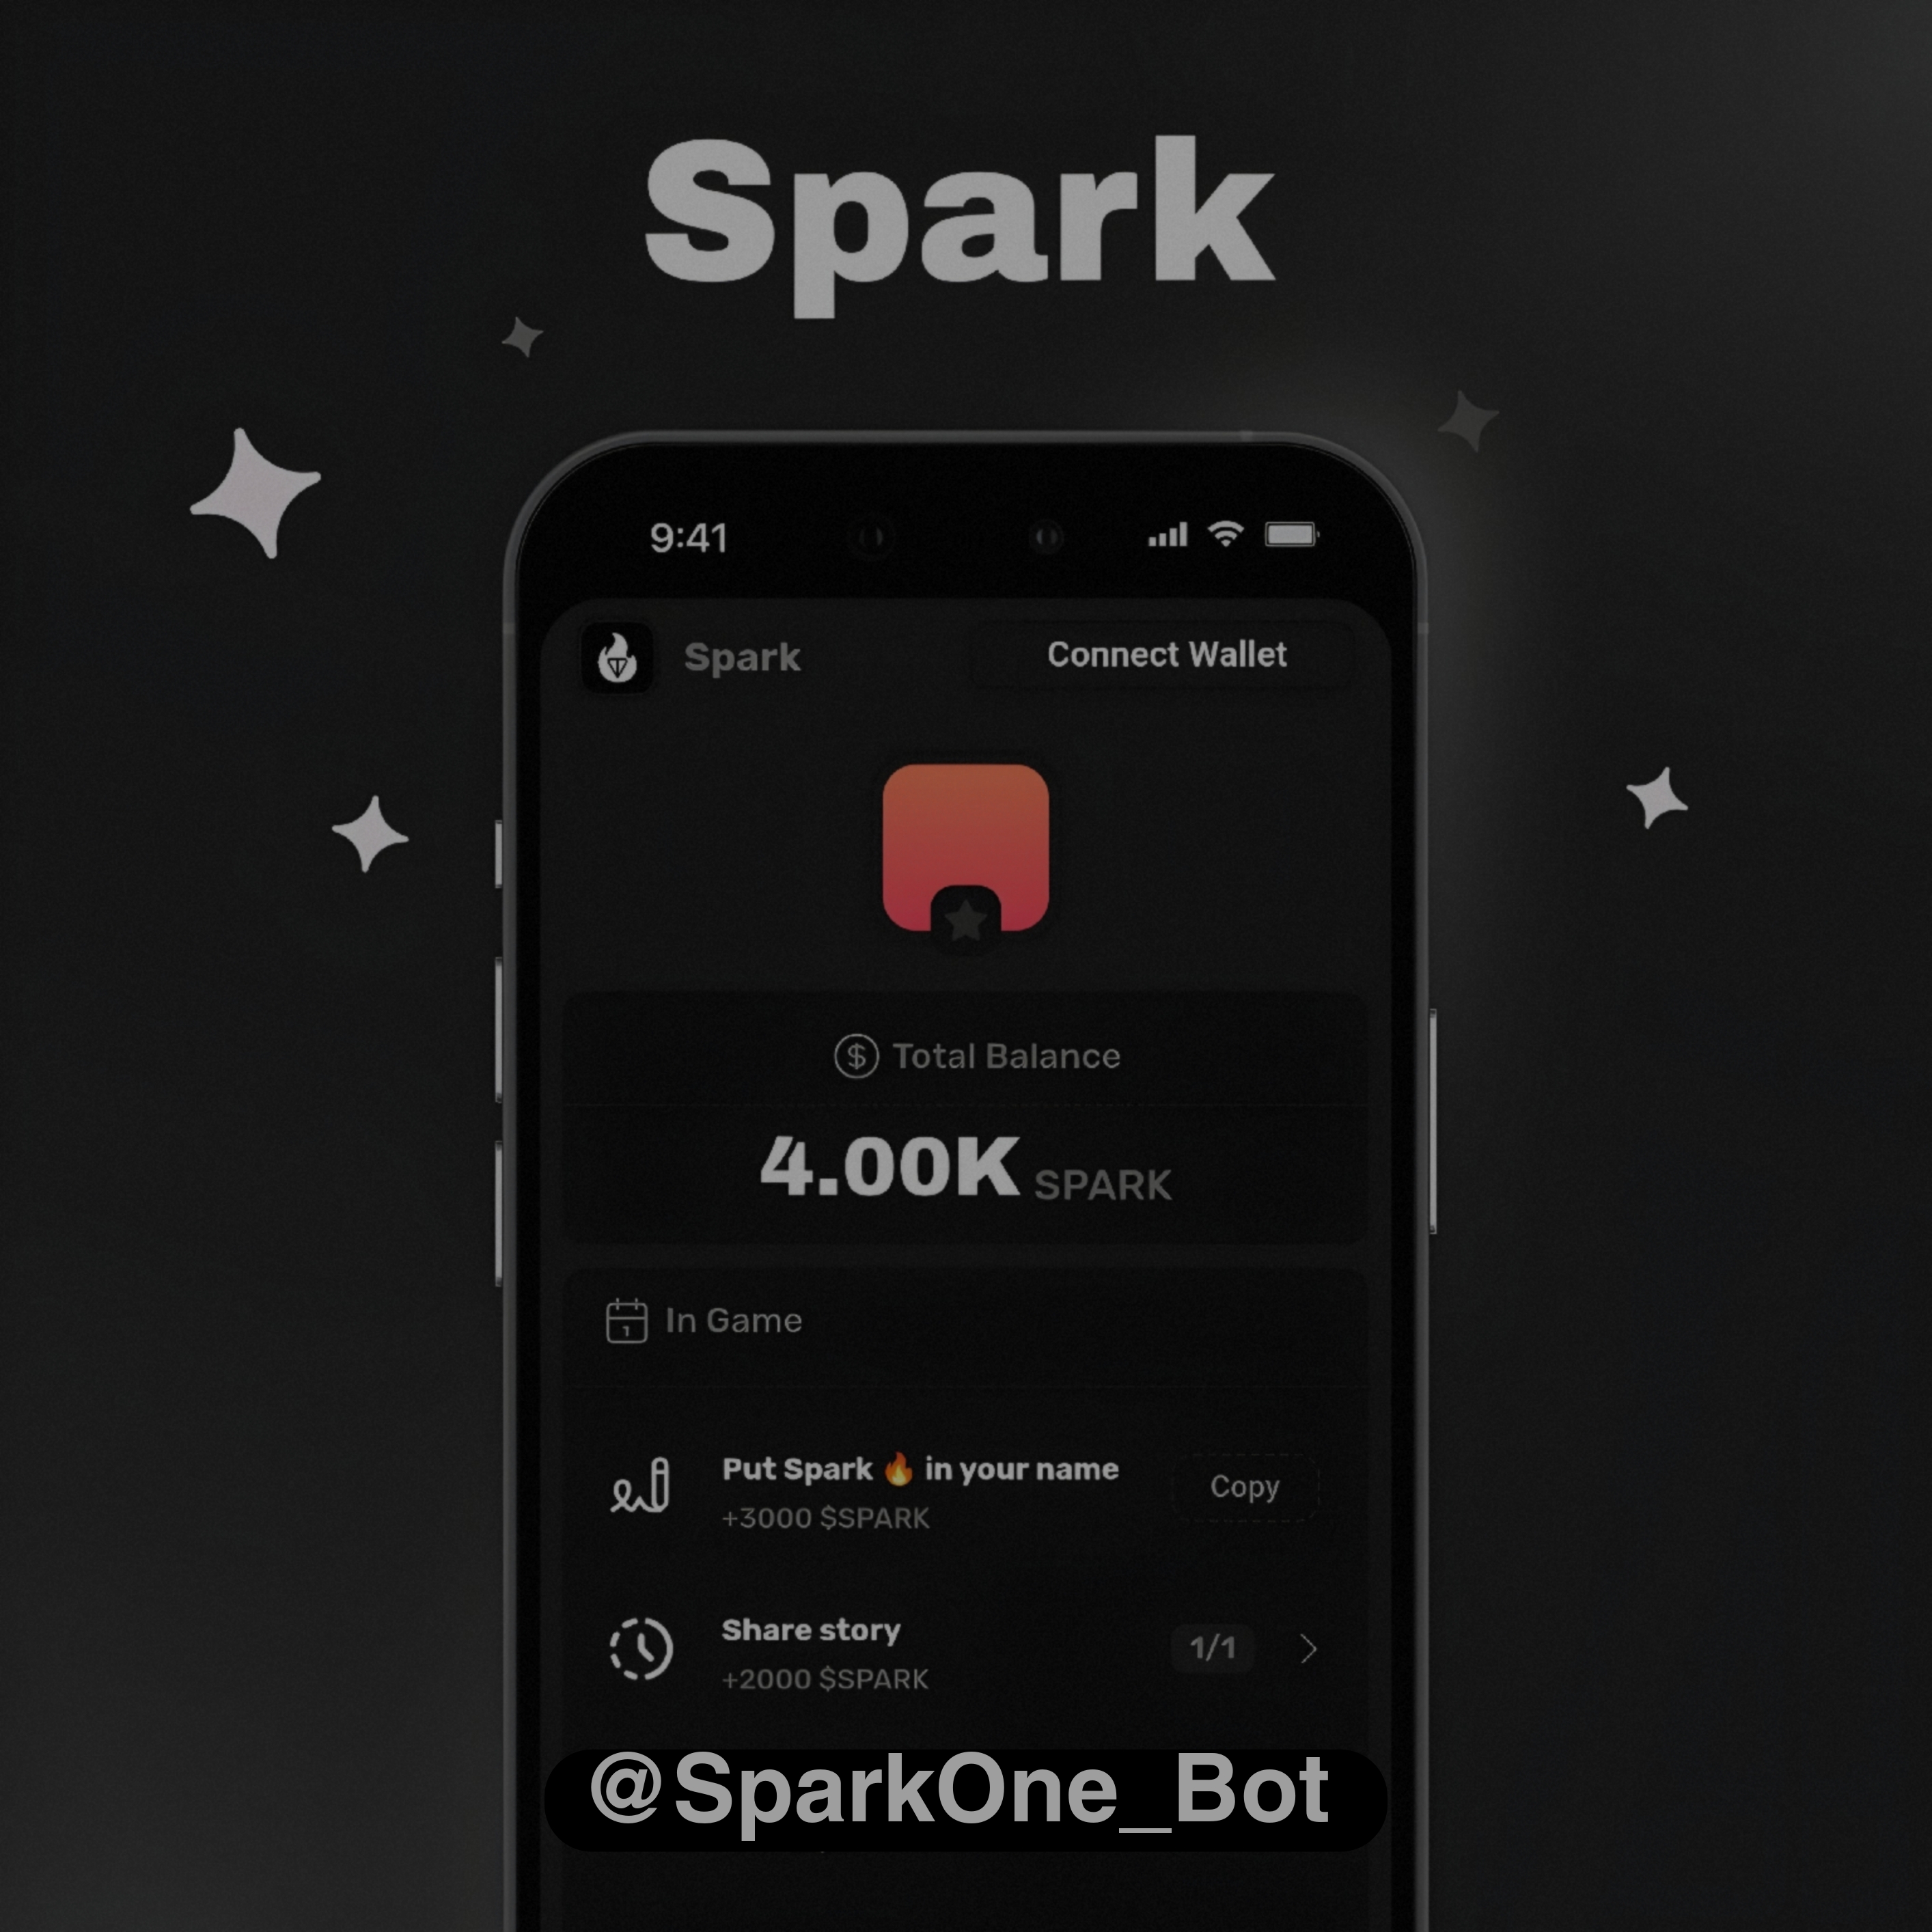 Spark
9:41
Spark
Connect Wallet
$ Total Balance
4.00K SPARK
1 In Game
Put Spark 🔥 in your name
+3000 $SPARK
Copy
Share story
+2000 $SPARK
1/1
@SparkOne_Bot